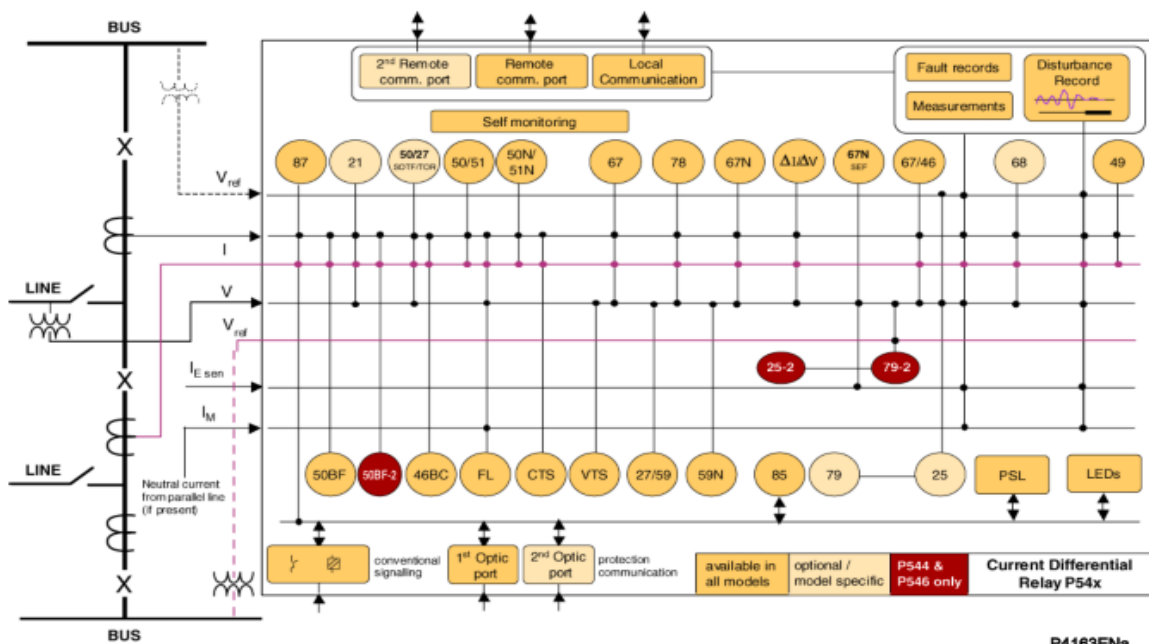 BUS
2nd Remote comm. port
Remote comm. port
Local Communication
Fault records
Measurements
Disturbance Record
Self monitoring
87
21
50/27
SOTF/TOR
50/51
50N/
51N
67
78
67N
ΔI/ΔV
67N
SEF
67/46
68
49
Vref
I
LINE
V
Vref
25-2
79-2
IE sen
IM
LINE
Neutral current
from parallel line
(if present)
50BF
50BF-2
46BC
FL
CTS
VTS
27/59
59N
85
79
25
PSL
LEDs
conventional
signalling
1st Optic
port
2nd Optic
port
protection
communication
available in
all models
optional /
model specific
P544 &
P546 only
Current Differential
Relay P54x
BUS
P4163ENa